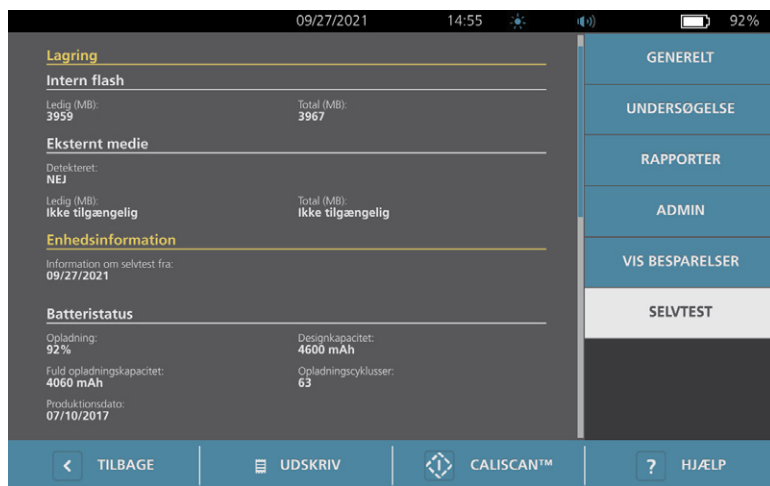 09/27/2021 14:55 92%
Lagring
Intern flash
Ledig (MB): Total (MB):
3959 3967
Eksternt medie
Detekteret:
NEJ
Ledig (MB): Total (MB):
Ikke tilgængelig Ikke tilgængelig
Enhedsinformation
Information om selvtest fra:
09/27/2021
Batteristatus
Opladning: Designkapacitet:
92% 4600 mAh
Fuld opladningskapacitet: Opladningscyklusser:
4060 mAh 63
Produktionsdato:
07/10/2017
GENERELT
UNDERSØGELSE
RAPPORTER
ADMIN
VIS BESPARELSER
SELVTEST
TILBAGE UDSKRIV CALISCAN™ ? HJÆLP